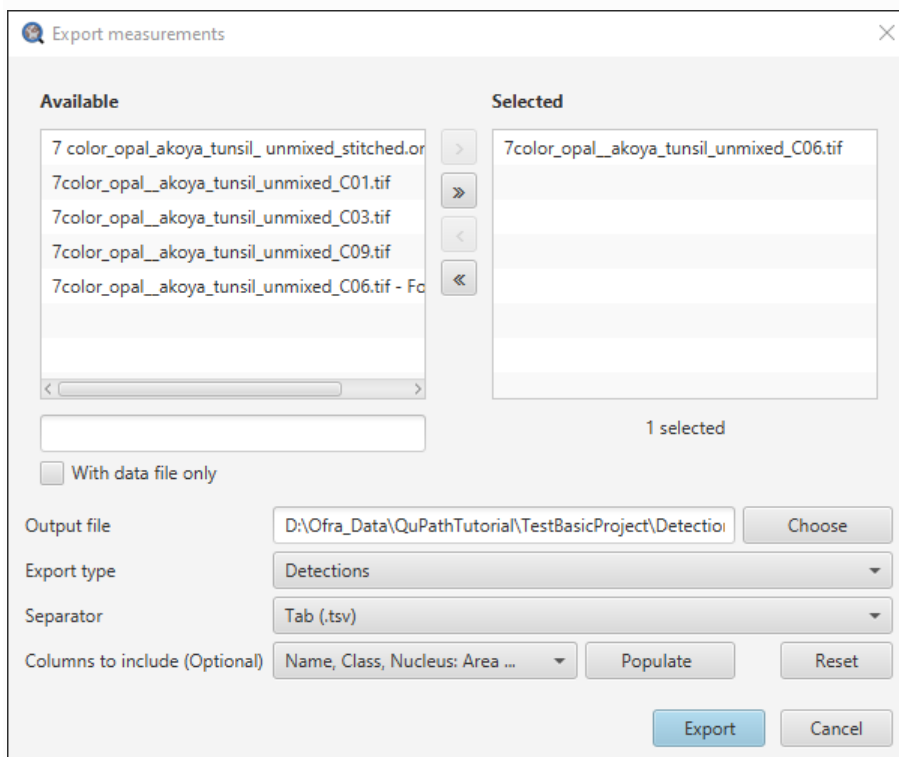 Export measurements
Available
Selected
7 color_opal_akoya_tunsil_ unmixed_stitched.or
7color_opal__akoya_tunsil_unmixed_C01.tif
7color_opal__akoya_tunsil_unmixed_C03.tif
7color_opal__akoya_tunsil_unmixed_C09.tif
7color_opal__akoya_tunsil_unmixed_C06.tif - Fo
7color_opal__akoya_tunsil_unmixed_C06.tif
1 selected
With data file only
Output file
D:\Ofra_Data\QuPathTutorial\TestBasicProject\Detection
Choose
Export type
Detections
Separator
Tab (.tsv)
Columns to include (Optional)
Name, Class, Nucleus: Area ...
Populate
Reset
Export
Cancel